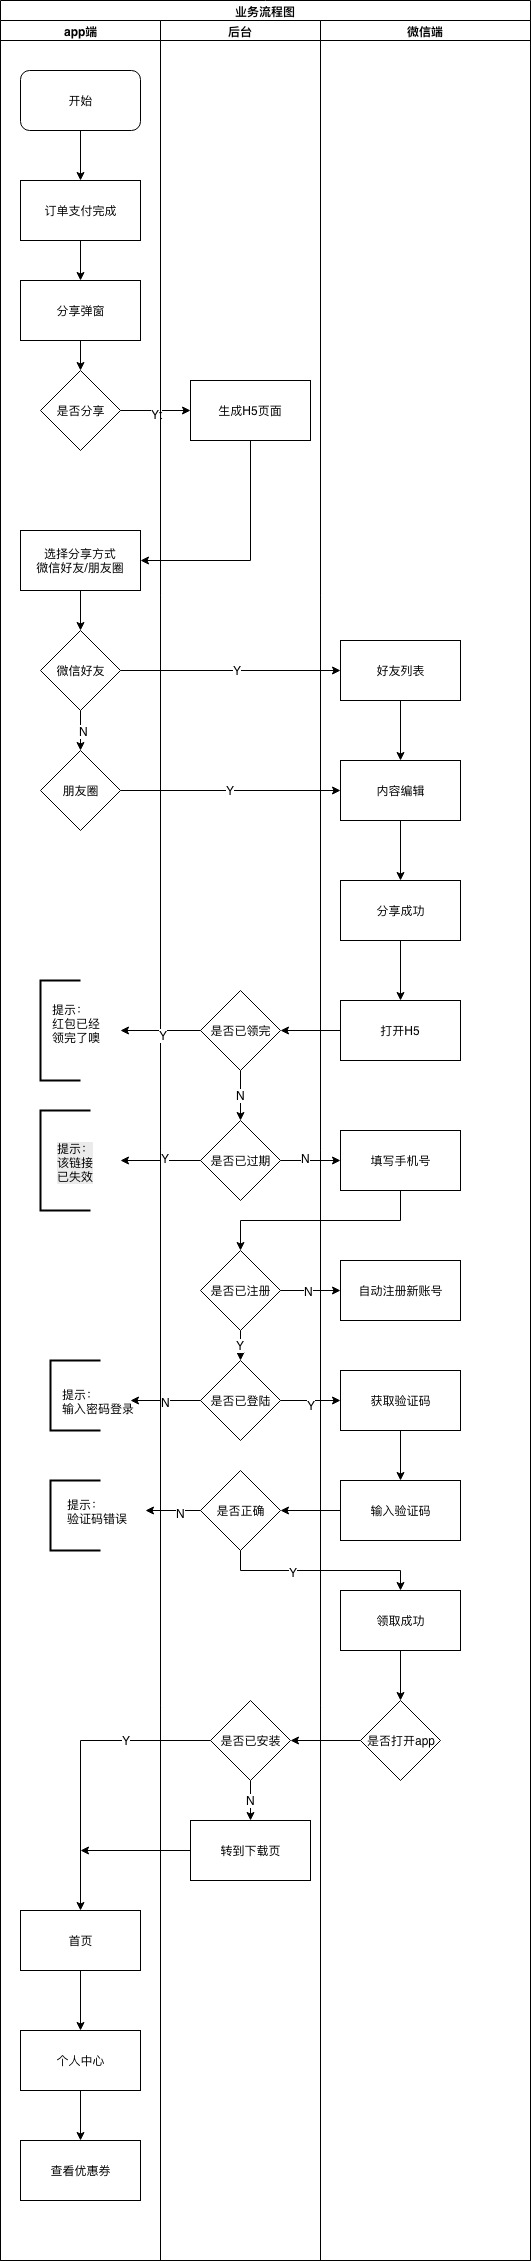 业务流程图
app端
后台
微信端
开始
订单支付完成
分享弹窗
是否分享
Y
生成H5页面
选择分享方式
微信好友/朋友圈
微信好友
Y
好友列表
N
朋友圈
Y
内容编辑
分享成功
提示：
红包已经
领完了噢
Y
是否已领完
打开H5
N
提示：
该链接
已失效
Y
是否已过期
N
填写手机号
是否已注册
N
自动注册新账号
Y
提示：
输入密码登录
N
是否已登陆
Y
获取验证码
提示：
验证码错误
N
是否正确
输入验证码
Y
领取成功
Y
是否已安装
是否打开app
N
转到下载页
首页
个人中心
查看优惠券